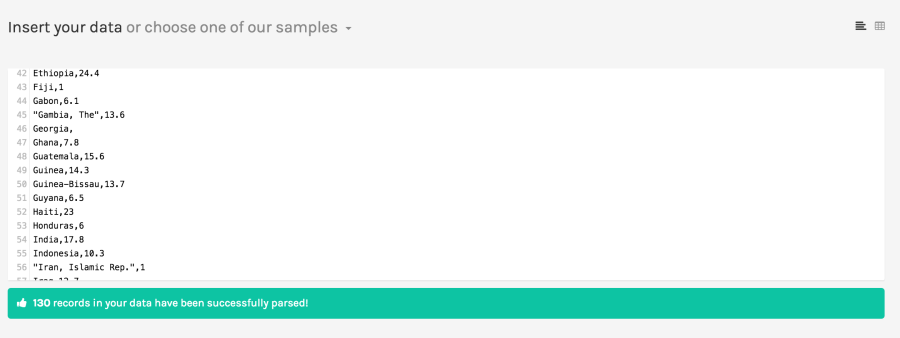 Insert your data or choose one of our samples
42 Ethiopia,24.4
43 Fiji,1
44 Gabon,6.1
45 "Gambia, The",13.6
46 Georgia,
47 Ghana,7.8
48 Guatemala,15.6
49 Guinea,14.3
50 Guinea-Bissau,13.7
51 Guyana,6.5
52 Haiti,23
53 Honduras,6
54 India,17.8
55 Indonesia,10.3
56 "Iran, Islamic Rep.",1
130 records in your data have been successfully parsed!